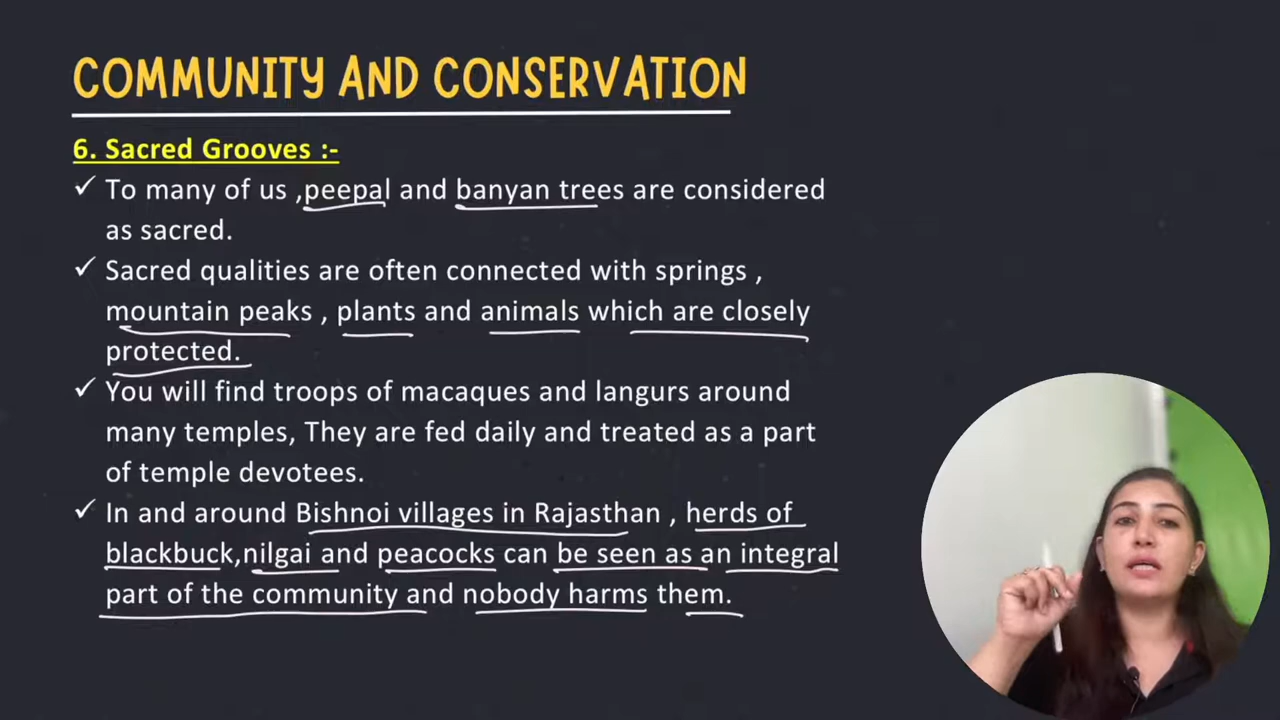 COMMUNITY AND CONSERVATION
6. Sacred Grooves :-
✓ To many of us ,peepal and banyan trees are considered
as sacred.
✓ Sacred qualities are often connected with springs ,
mountain peaks , plants and animals which are closely
protected.
✓ You will find troops of macaques and langurs around
many temples, They are fed daily and treated as a part
of temple devotees.
✓ In and around Bishnoi villages in Rajasthan , herds of
blackbuck,nilgai and peacocks can be seen as an integral
part of the community and nobody harms them.